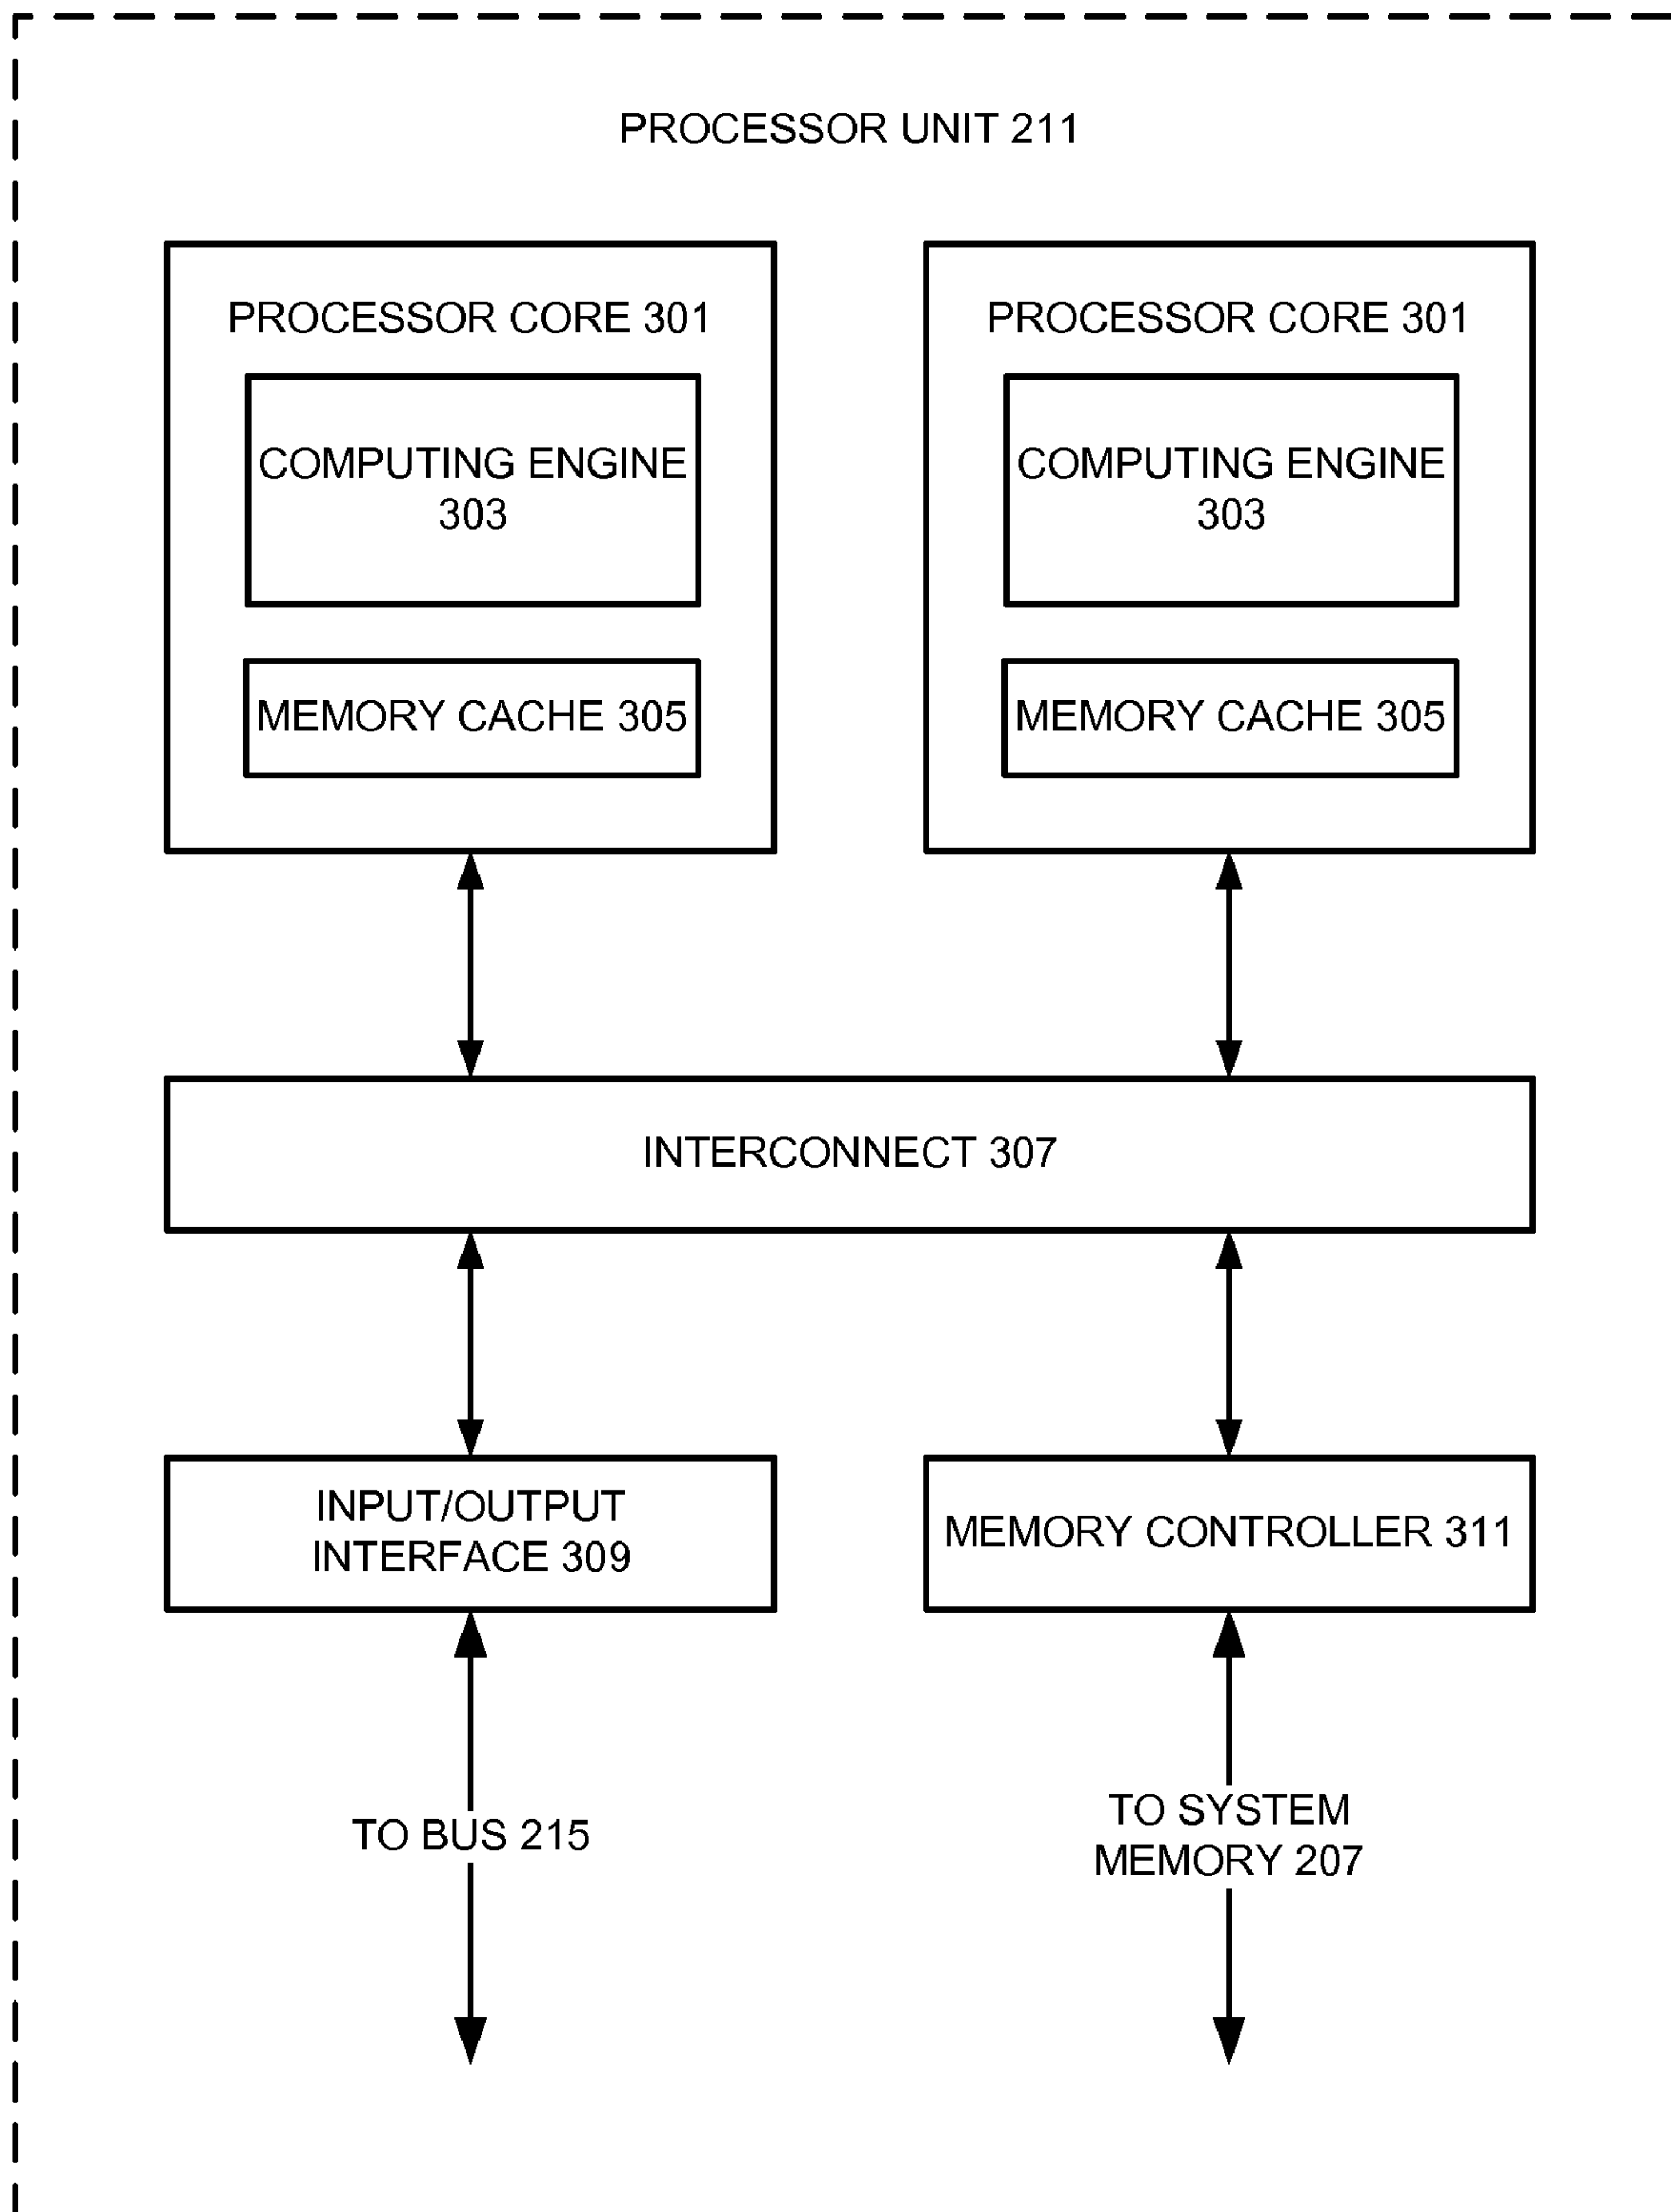 PROCESSOR UNIT 211
PROCESSOR CORE 301
COMPUTING ENGINE
303
MEMORY CACHE 305
PROCESSOR CORE 301
COMPUTING ENGINE
303
MEMORY CACHE 305
INTERCONNECT 307
INPUT/OUTPUT
INTERFACE 309
MEMORY CONTROLLER 311
TO BUS 215
TO SYSTEM
MEMORY 207